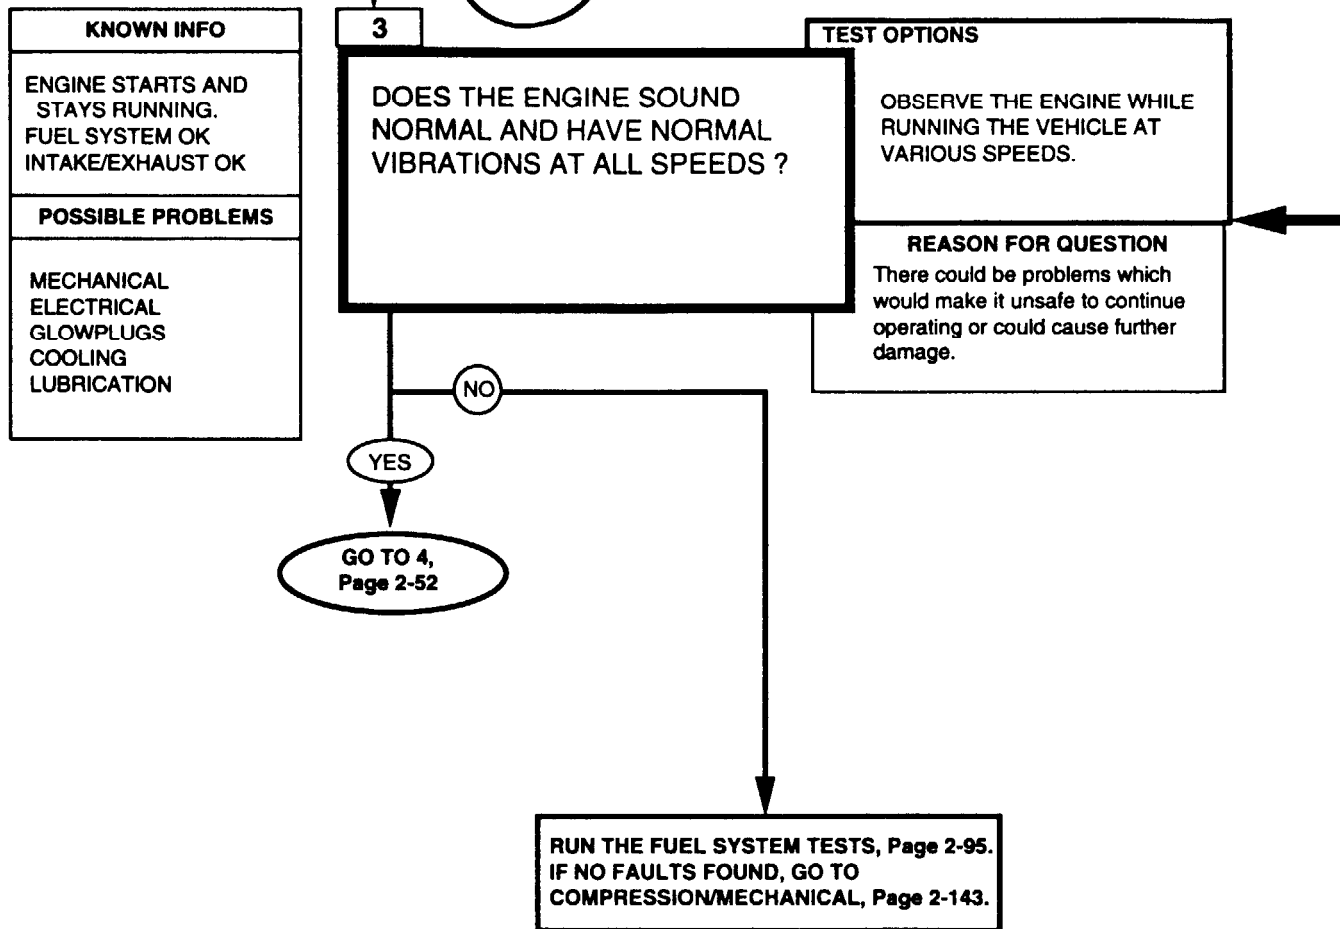 KNOWN INFO
ENGINE STARTS AND
STAYS RUNNING.
FUEL SYSTEM OK
INTAKE/EXHAUST OK
POSSIBLE PROBLEMS
MECHANICAL
ELECTRICAL
GLOWPLUGS
COOLING
LUBRICATION
3
DOES THE ENGINE SOUND
NORMAL AND HAVE NORMAL
VIBRATIONS AT ALL SPEEDS ?
TEST OPTIONS
OBSERVE THE ENGINE WHILE
RUNNING THE VEHICLE AT
VARIOUS SPEEDS.
REASON FOR QUESTION
There could be problems which
would make it unsafe to continue
operating or could cause further
damage.
NO
YES
GO TO 4,
Page 2-52
RUN THE FUEL SYSTEM TESTS, Page 2-95.
IF NO FAULTS FOUND, GO TO
COMPRESSION/MECHANICAL, Page 2-143.